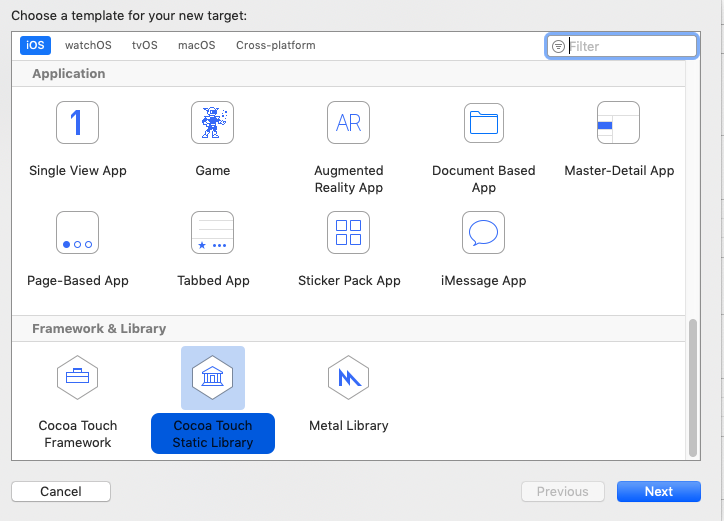 Choose a template for your new target:
iOS watchOS tvOS macOS Cross-platform Filter
Application
1 AR
Single View App Game Augmented Reality App Document Based App Master-Detail App
Page-Based App Tabbed App Sticker Pack App iMessage App
Framework & Library
Cocoa Touch Framework Cocoa Touch Static Library Metal Library
Cancel Previous Next